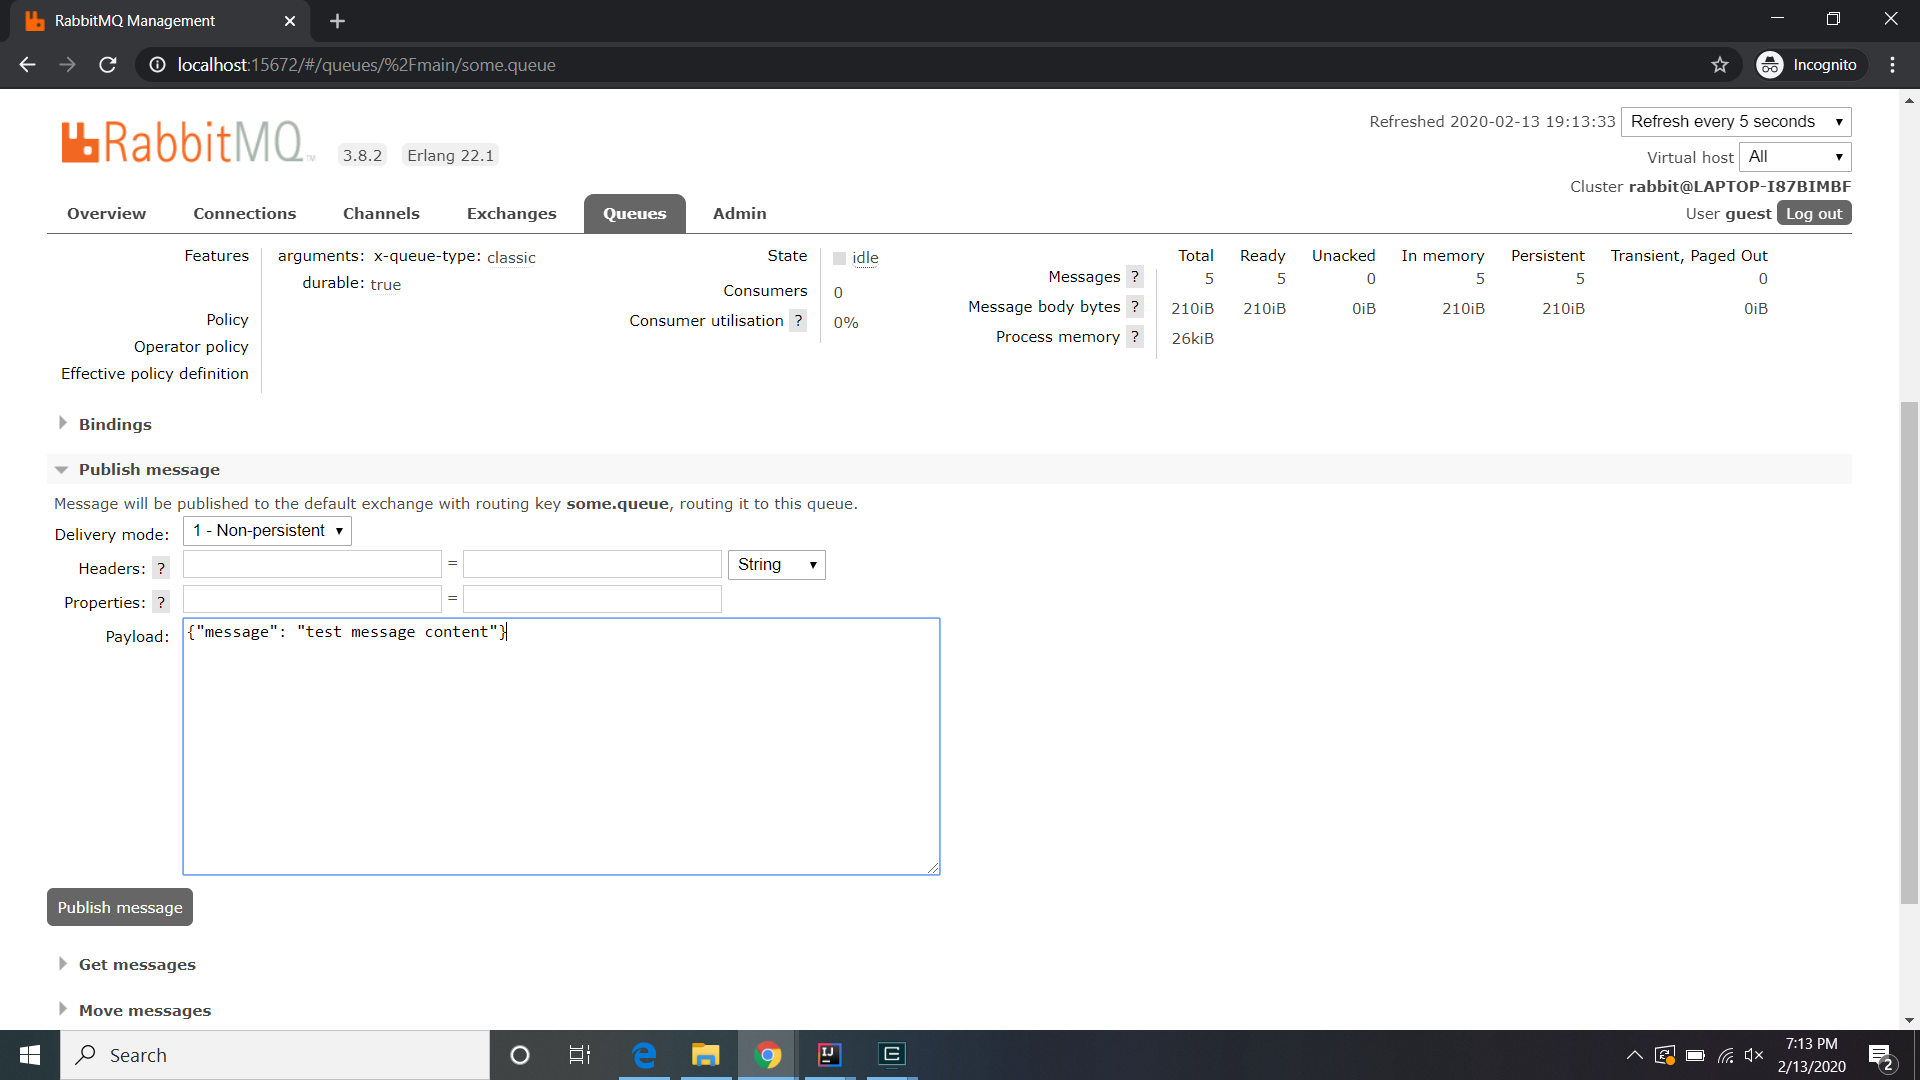 RabbitMQ Management
localhost:15672/#/queues/%2Fmain/some.queue
Incognito
RabbitMQ TM
3.8.2
Erlang 22.1
Refreshed 2020-02-13 19:13:33
Refresh every 5 seconds
Virtual host
All
Cluster rabbit@LAPTOP-I87BIMBF
User guest
Log out
Overview
Connections
Channels
Exchanges
Queues
Admin
Features
arguments: x-queue-type: classic
durable: true
Policy
Operator policy
Effective policy definition
State
idle
Consumers
0
Consumer utilisation ?
0%
Total Ready Unacked In memory Persistent Transient, Paged Out
Messages ? 5 5 0 5 5 0
Message body bytes ? 210iB 210iB 0iB 210iB 210iB 0iB
Process memory ? 26kiB
Bindings
Publish message
Message will be published to the default exchange with routing key some.queue, routing it to this queue.
Delivery mode: 1 - Non-persistent
Headers: ? = String
Properties: ? =
Payload: {"message": "test message content"}
Publish message
Get messages
Move messages
Search
7:13 PM
2/13/2020
2